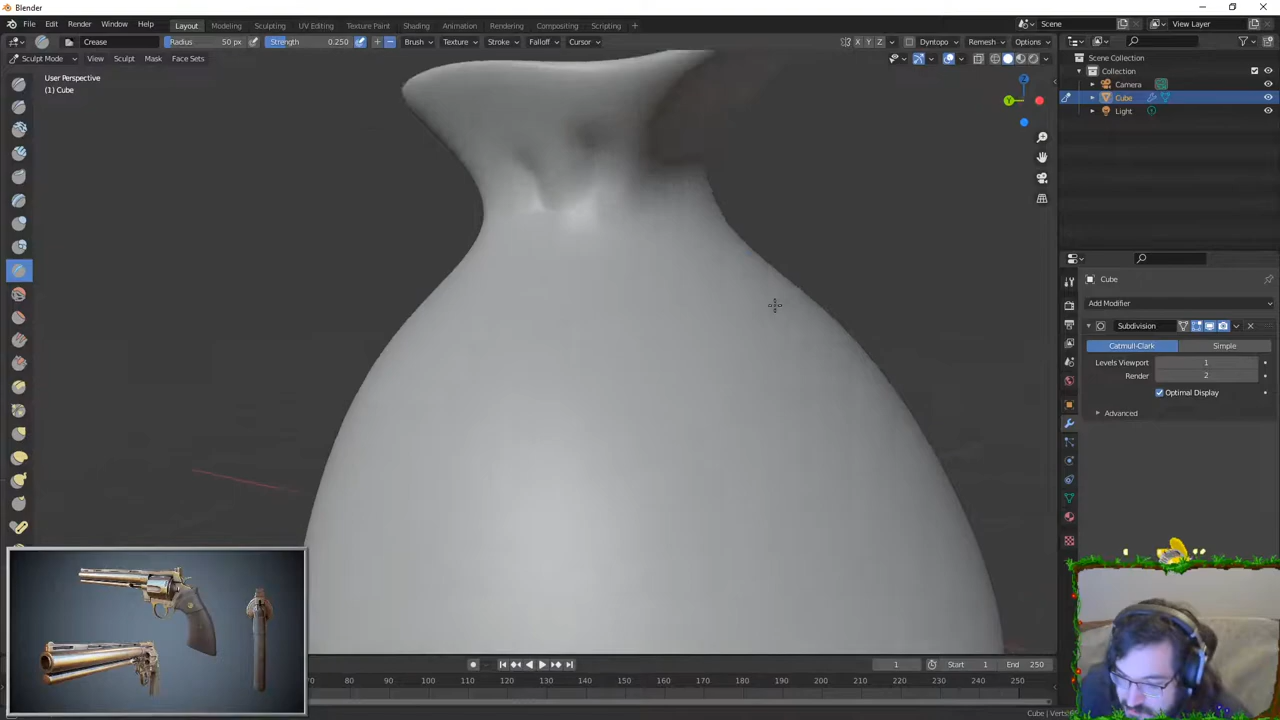 Blender
File Edit Render Window Help Layout Modeling Sculpting UV Editing Texture Paint Shading Animation Rendering Compositing Scripting + Scene View Layer
Crease Radius 50 px Strength 0.250 Brush Texture Stroke Falloff Cursor X Y Z Dyntopo Remesh Options
Sculpt Mode View Sculpt Mask Face Sets
User Perspective
(1) Cube
Z
Y
Scene Collection
Collection
Camera
Cube
Light
Cube
Add Modifier
Subdivision
Catmull-Clark Simple
Levels Viewport 1
Render 2
Optimal Display
Advanced
1 Start 1 End 250
70 80 90 100 110 120 130 140 150 160 170 180 190 200 210 220 230 240 250
Cube | Verts